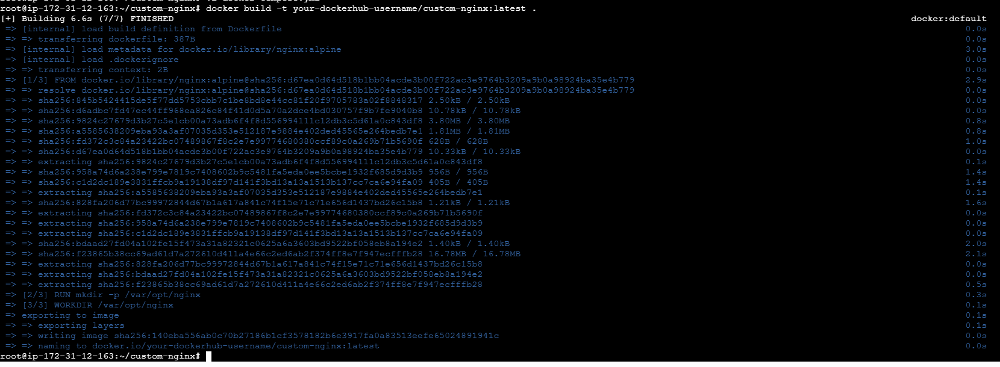 root@ip-172-31-12-163:~/custom-nginx# docker build -t your-dockerhub-username/custom-nginx:latest .
[+] Building 6.6s (7/7) FINISHED docker:default
=> [internal] load build definition from Dockerfile 0.0s
=> => transferring dockerfile: 387B 0.0s
=> [internal] load metadata for docker.io/library/nginx:alpine 3.0s
=> [internal] load .dockerignore 0.0s
=> => transferring context: 2B 0.0s
=> [1/3] FROM docker.io/library/nginx:alpine@sha256:d67ea0d64d518b1bb04acde3b00f722ac3e9764b3209a9b0a98924ba35e4b779 2.9s
=> => resolve docker.io/library/nginx:alpine@sha256:d67ea0d64d518b1bb04acde3b00f722ac3e9764b3209a9b0a98924ba35e4b779 0.0s
=> => sha256:845b5424415de5f77dd5753cbb7c1be8bd8e44cc81f20f9705783a02f8848317 2.50kB / 2.50kB 0.0s
=> => sha256:d6adbc7fd47ec44ff968ea826c84f41d0d5a70a2dce4bd030757f9b7fe9040b8 10.78kB / 10.78kB 0.0s
=> => sha256:9824c27679d3b27c5e1cb00a73adb6f4f8d556994111c12db3c5d61a0c843df8 3.80MB / 3.80MB 0.8s
=> => sha256:a5585638209eba93a3af07035d353e512187e9884e402ded45565e264bedb7e1 1.81MB / 1.81MB 0.8s
=> => sha256:fd372c3c84a23422bc07489867f8c2e7e99774680380ccf89c0a269b71b5690f 628B / 628B 1.0s
=> => sha256:d67ea0d64d518b1bb04acde3b00f722ac3e9764b3209a9b0a98924ba35e4b779 10.33kB / 10.33kB 0.0s
=> => extracting sha256:9824c27679d3b27c5e1cb00a73adb6f4f8d556994111c12db3c5d61a0c843df8 0.1s
=> => sha256:958a74d6a238e799e7819c7408602b9c5481fa5eda0ee5bcbe1932f685d9d3b9 956B / 956B 1.4s
=> => sha256:c1d2dc189e3831ffcb9a19138df97d141f3bd13a13a1513b137cc7ca6e94fa09 405B / 405B 1.4s
=> => extracting sha256:a5585638209eba93a3af07035d353e512187e9884e402ded45565e264bedb7e1 0.1s
=> => sha256:828fa206d77bc99972844d67b1a617a841c74f15e71c71e656d1437bd26c15b8 1.21kB / 1.21kB 1.6s
=> => extracting sha256:fd372c3c84a23422bc07489867f8c2e7e99774680380ccf89c0a269b71b5690f 0.0s
=> => extracting sha256:958a74d6a238e799e7819c7408602b9c5481fa5eda0ee5bcbe1932f685d9d3b9 0.0s
=> => extracting sha256:c1d2dc189e3831ffcb9a19138df97d141f3bd13a13a1513b137cc7ca6e94fa09 0.0s
=> => sha256:bdaad27fd04a102fe15f473a31a82321c0625a6a3603bd9522bf058eb8a194e2 1.40kB / 1.40kB 2.0s
=> => sha256:f23865b38cc69ad61d7a272610d411a4e66c2ed6ab2f374ff8e7f947ecfffb28 16.78MB / 16.78MB 2.1s
=> => extracting sha256:828fa206d77bc99972844d67b1a617a841c74f15e71c71e656d1437bd26c15b8 0.0s
=> => extracting sha256:bdaad27fd04a102fe15f473a31a82321c0625a6a3603bd9522bf058eb8a194e2 0.0s
=> => extracting sha256:f23865b38cc69ad61d7a272610d411a4e66c2ed6ab2f374ff8e7f947ecfffb28 0.5s
=> [2/3] RUN mkdir -p /var/opt/nginx 0.3s
=> [3/3] WORKDIR /var/opt/nginx 0.1s
=> exporting to image 0.1s
=> => exporting layers 0.1s
=> => writing image sha256:140eba556ab0c70b27186b1cf3578182b6e3917fa0a83513eefe65024891941c 0.0s
=> => naming to docker.io/your-dockerhub-username/custom-nginx:latest 0.0s
root@ip-172-31-12-163:~/custom-nginx#